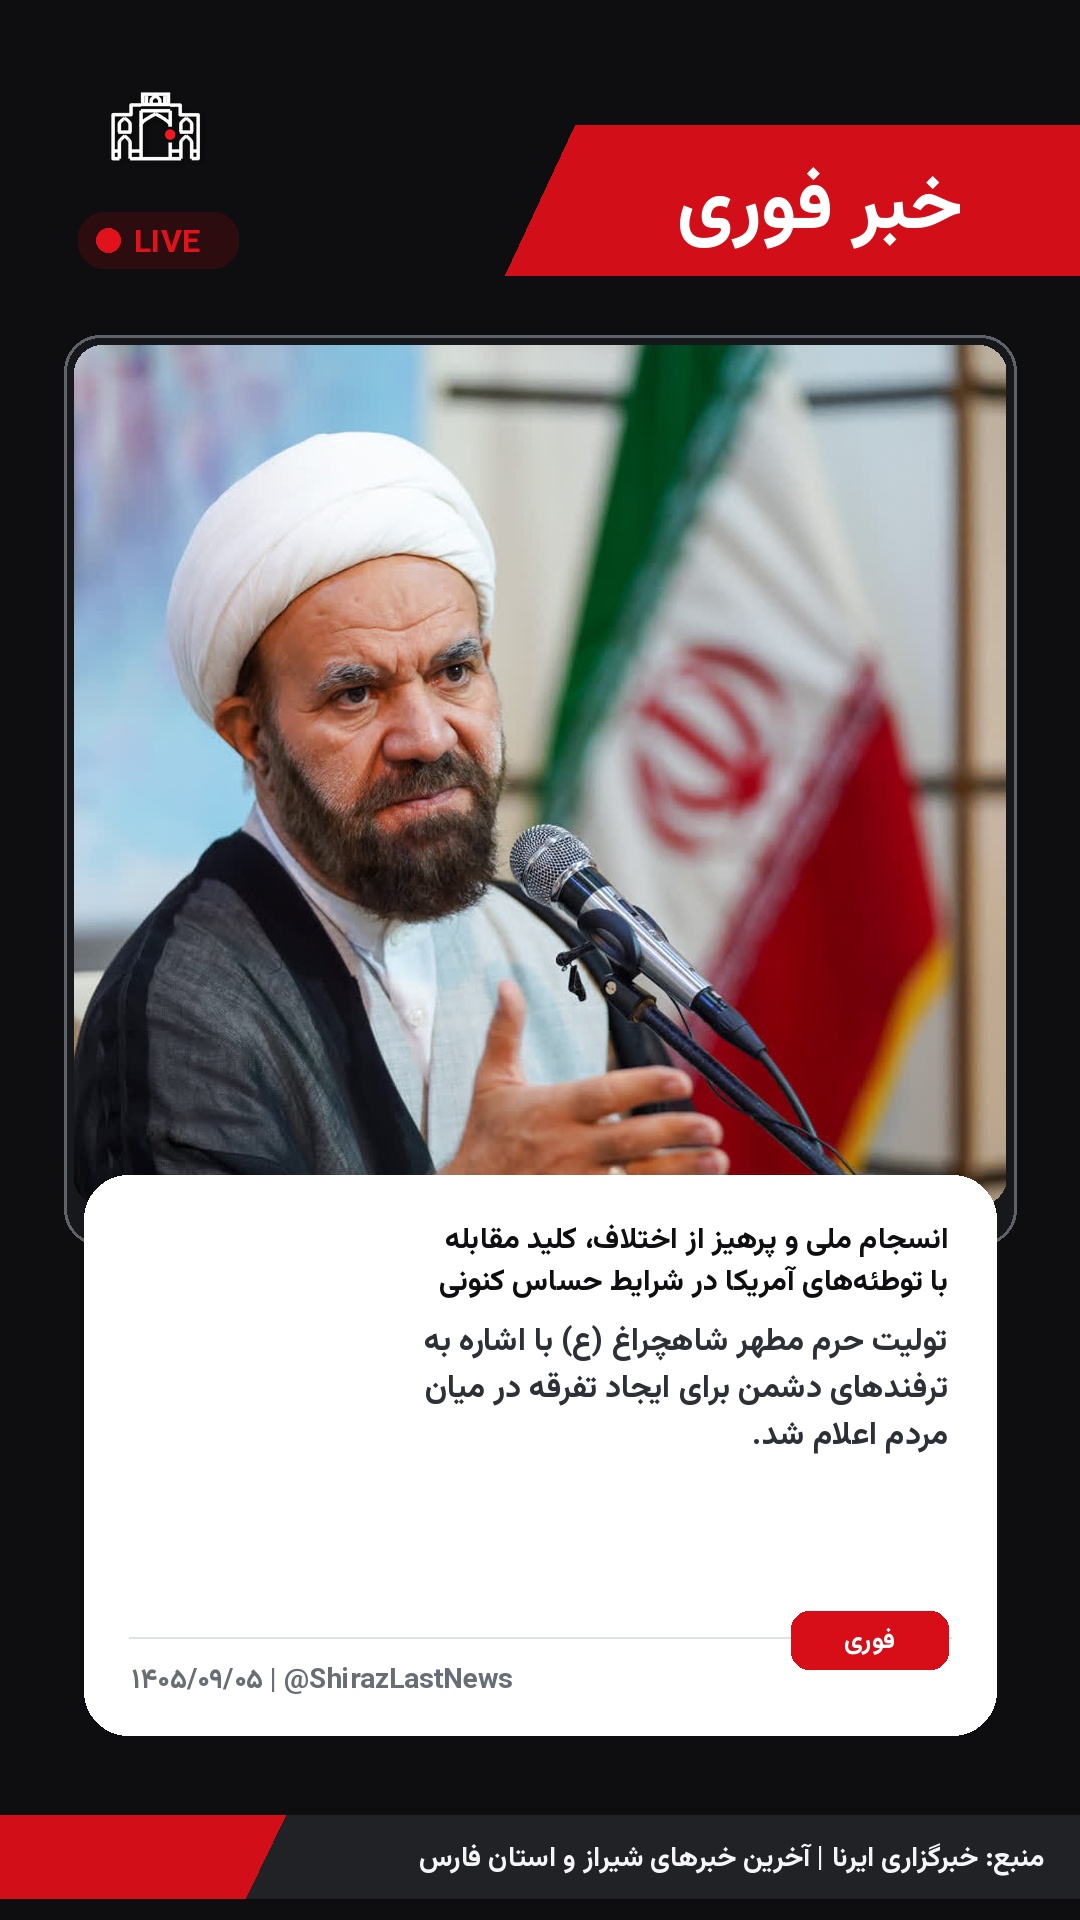 خبر فوری
LIVE
انسجام ملی و پرهیز از اختلاف، کلید مقابله
با توطئه‌های آمریکا در شرایط حساس کنونی
تولیت حرم مطهر شاهچراغ (ع) با اشاره به
ترفندهای دشمن برای ایجاد تفرقه در میان
مردم اعلام شد.
فوری
۱۴۰۵/۰۹/۰۵ | @ShirazLastNews
منبع: خبرگزاری ایرنا | آخرین خبرهای شیراز و استان فارس